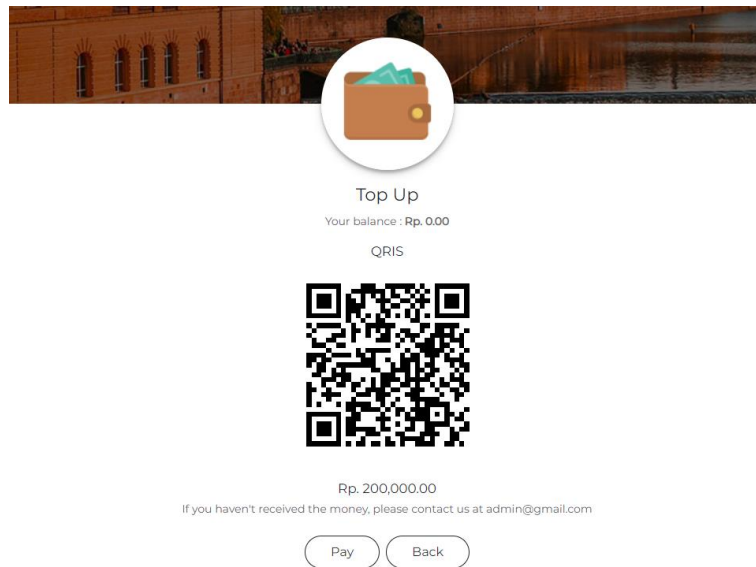 Top Up
Your balance : Rp. 0.00
QRIS
Rp. 200,000.00
If you haven't received the money, please contact us at admin@gmail.com
Pay Back